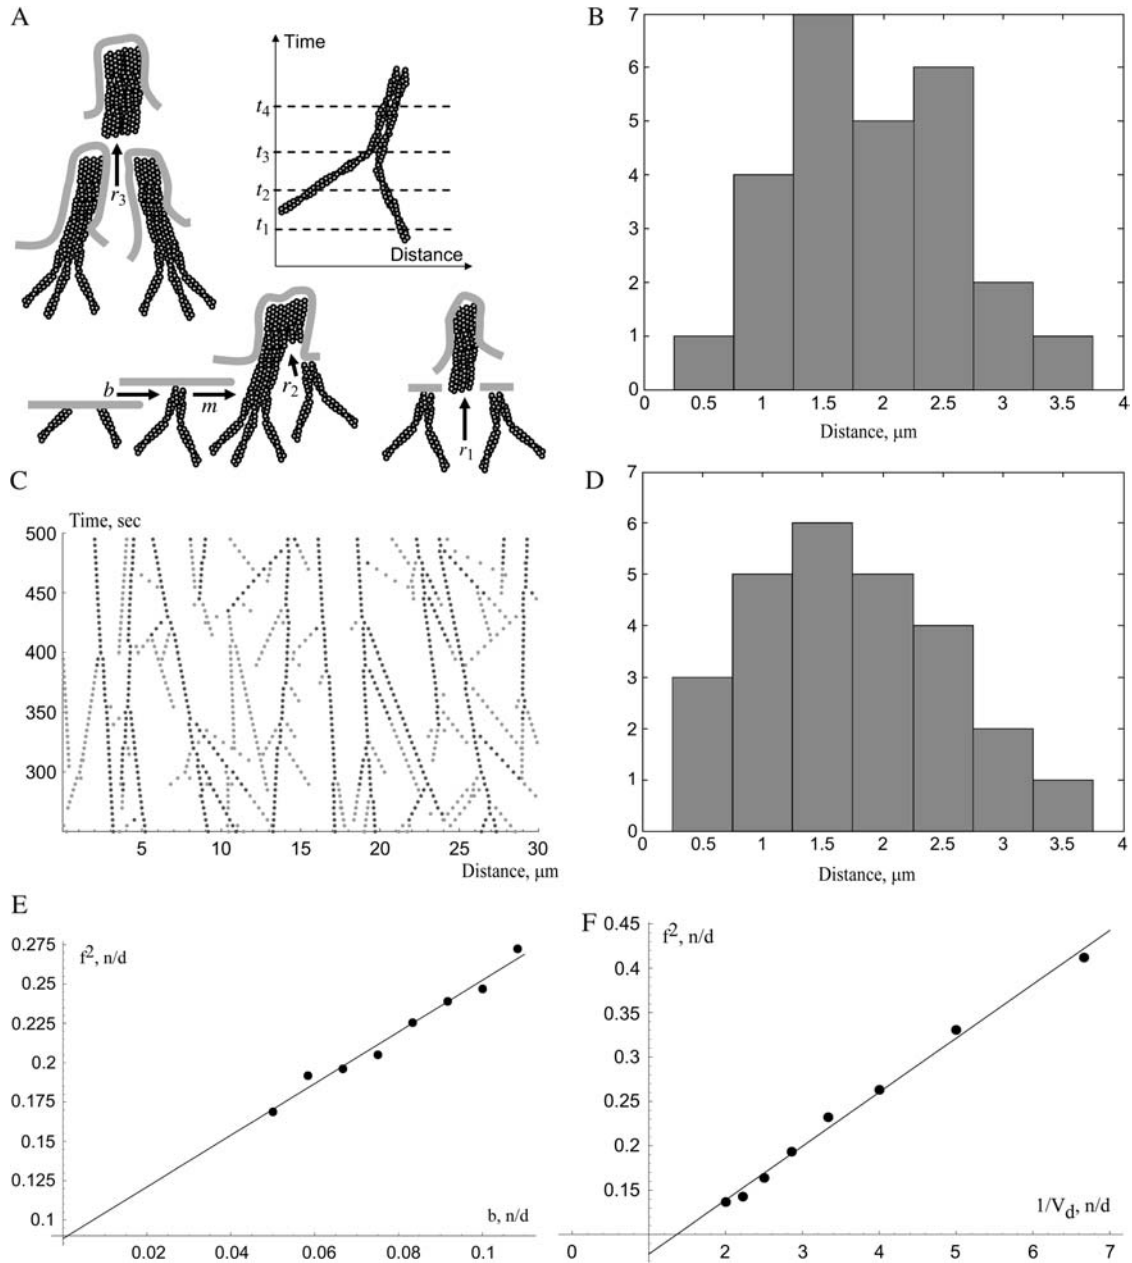 A
Time
t4
t3
t2
t1
Distance
r3
b
m
r2
r1
B
7
6
5
4
3
2
1
0
0 0.5 1 1.5 2 2.5 3 3.5 4
Distance, μm
C
Time, sec
500
450
400
350
300
5 10 15 20 25 30
Distance, μm
D
7
6
5
4
3
2
1
0
0 0.5 1 1.5 2 2.5 3 3.5 4
Distance, μm
E
f², n/d
0.275
0.25
0.225
0.2
0.175
0.15
0.125
0.1
b, n/d
0.02 0.04 0.06 0.08 0.1
F
f², n/d
0.45
0.4
0.35
0.3
0.25
0.2
0.15
1/Vd, n/d
0 2 3 4 5 6 7